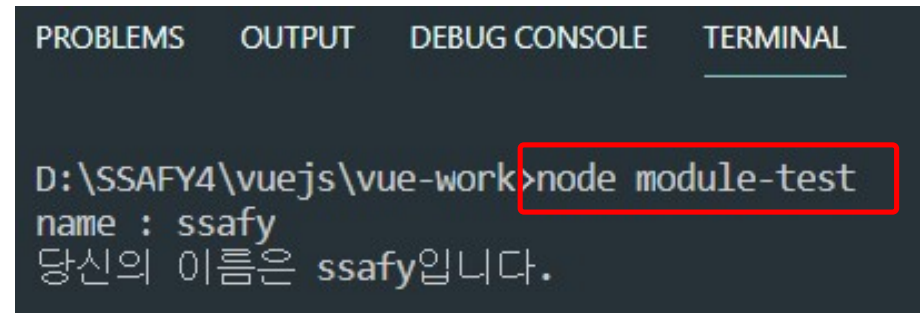 PROBLEMS OUTPUT DEBUG CONSOLE TERMINAL
D:\SSAFY4\vuejs\vue-work>node module-test
name : ssafy
당신의 이름은 ssafy입니다.